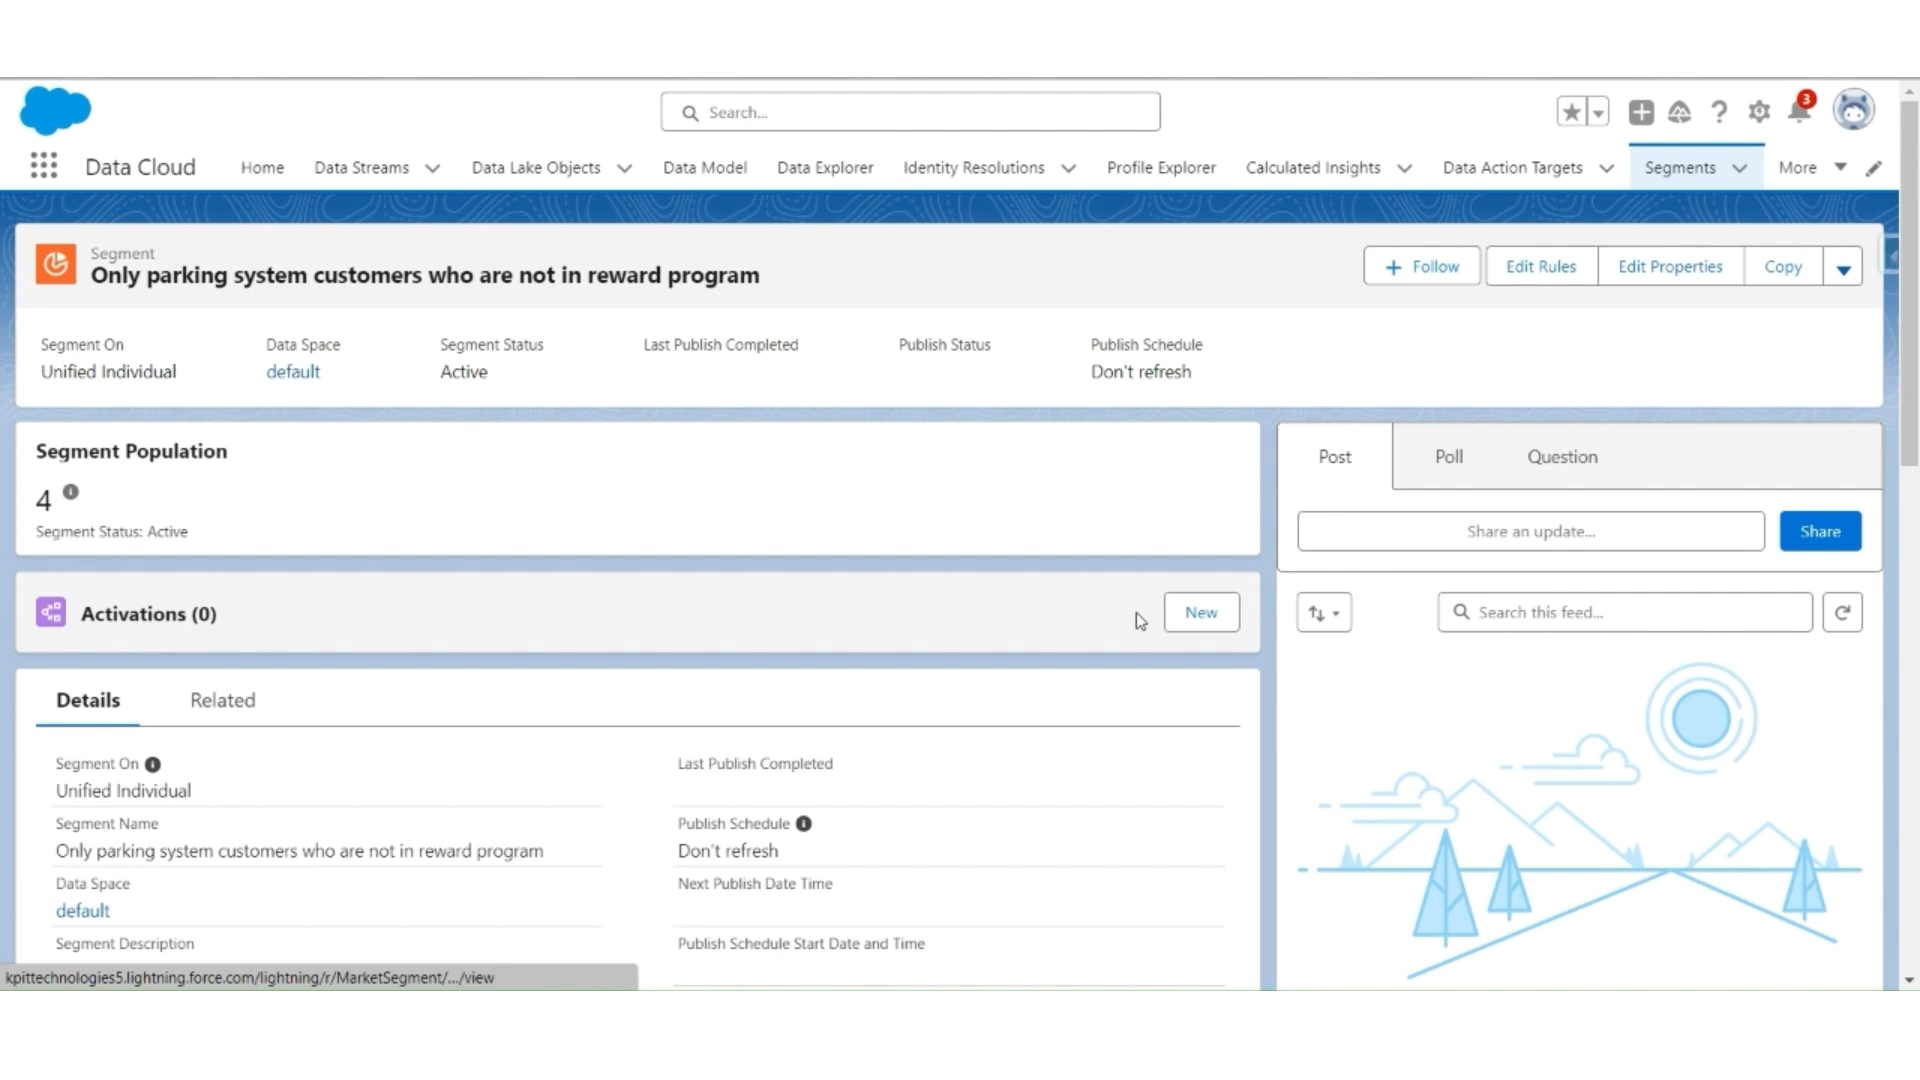 Search...
3
Data Cloud Home Data Streams Data Lake Objects Data Model Data Explorer Identity Resolutions Profile Explorer Calculated Insights Data Action Targets Segments More
Segment
Only parking system customers who are not in reward program
+ Follow Edit Rules Edit Properties Copy
Segment On Data Space Segment Status Last Publish Completed Publish Status Publish Schedule
Unified Individual default Active Don't refresh
Segment Population
4
Segment Status: Active
Post Poll Question
Share an update... Share
Activations (0) New
Search this feed...
Details Related
Segment On
Unified Individual
Last Publish Completed
Segment Name
Only parking system customers who are not in reward program
Publish Schedule
Don't refresh
Data Space
default
Next Publish Date Time
Segment Description
Publish Schedule Start Date and Time
kpittechnologies5.lightning.force.com/lightning/r/MarketSegment/.../view